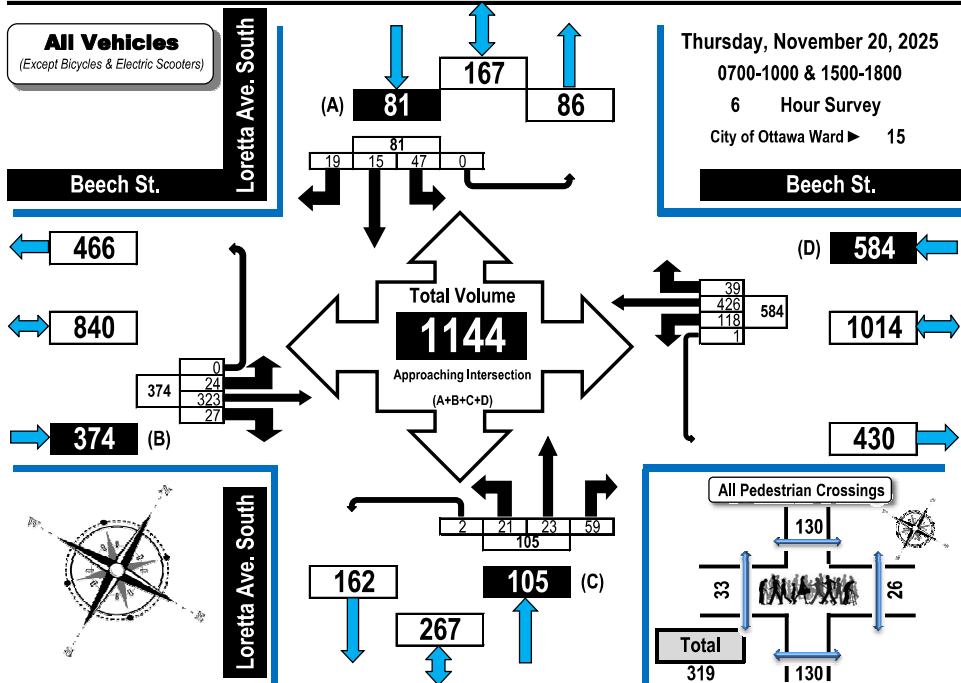 All Vehicles
(Except Bicycles & Electric Scooters)
Loretta Ave. South
Beech St.
(A)
81
167
86
81
19 15 47 0
Thursday, November 20, 2025
0700-1000 & 1500-1800
6 Hour Survey
City of Ottawa Ward ► 15
Beech St.
466
840
374
0
24
323
27
374 (B)
Total Volume
1144
Approaching Intersection
(A+B+C+D)
(D) 584
39
426
118
1
584
1014
430
Loretta Ave. South
2 21 23 59
105
162
267
105 (C)
All Pedestrian Crossings
130
33
26
130
Total
319